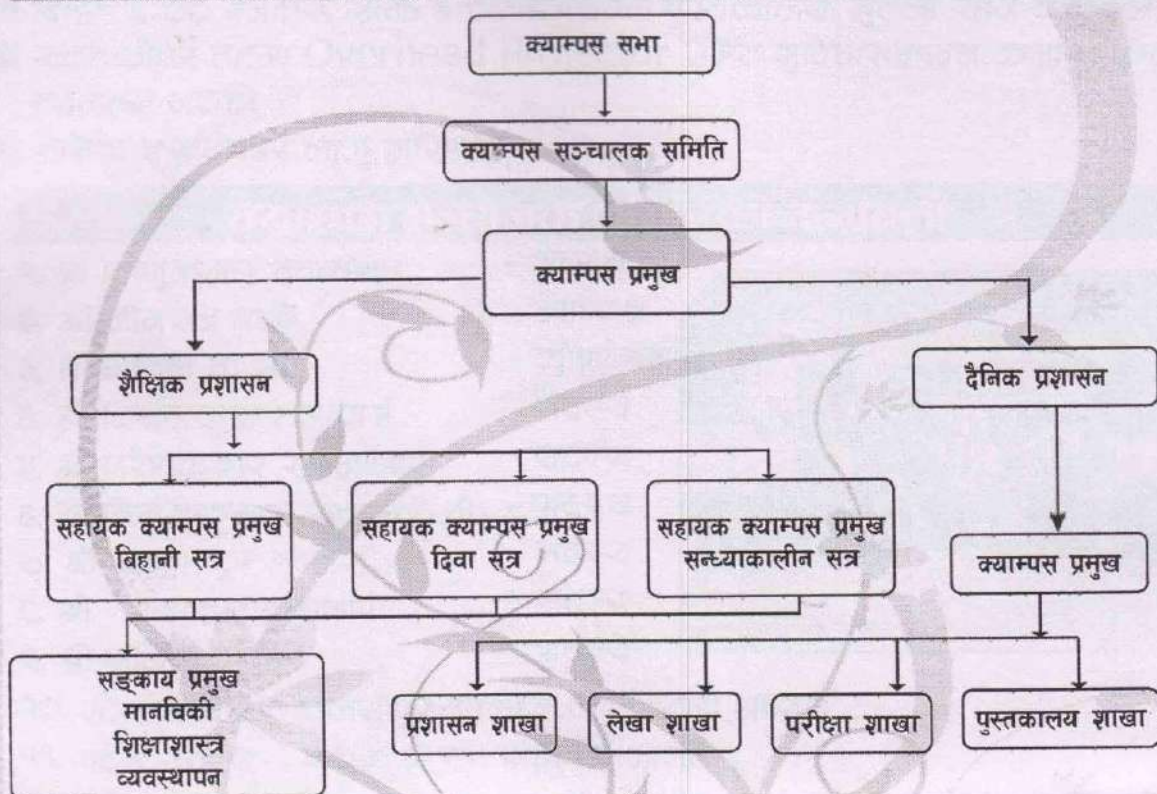 क्याम्पस सभा
क्याम्पस सञ्चालक समिति
क्याम्पस प्रमुख
शैक्षिक प्रशासन
दैनिक प्रशासन
सहायक क्याम्पस प्रमुख
बिहानी सत्र
सहायक क्याम्पस प्रमुख
दिवा सत्र
सहायक क्याम्पस प्रमुख
सन्ध्याकालीन सत्र
क्याम्पस प्रमुख
सङ्काय प्रमुख
मानविकी
शिक्षाशास्त्र
व्यवस्थापन
प्रशासन शाखा
लेखा शाखा
परीक्षा शाखा
पुस्तकालय शाखा